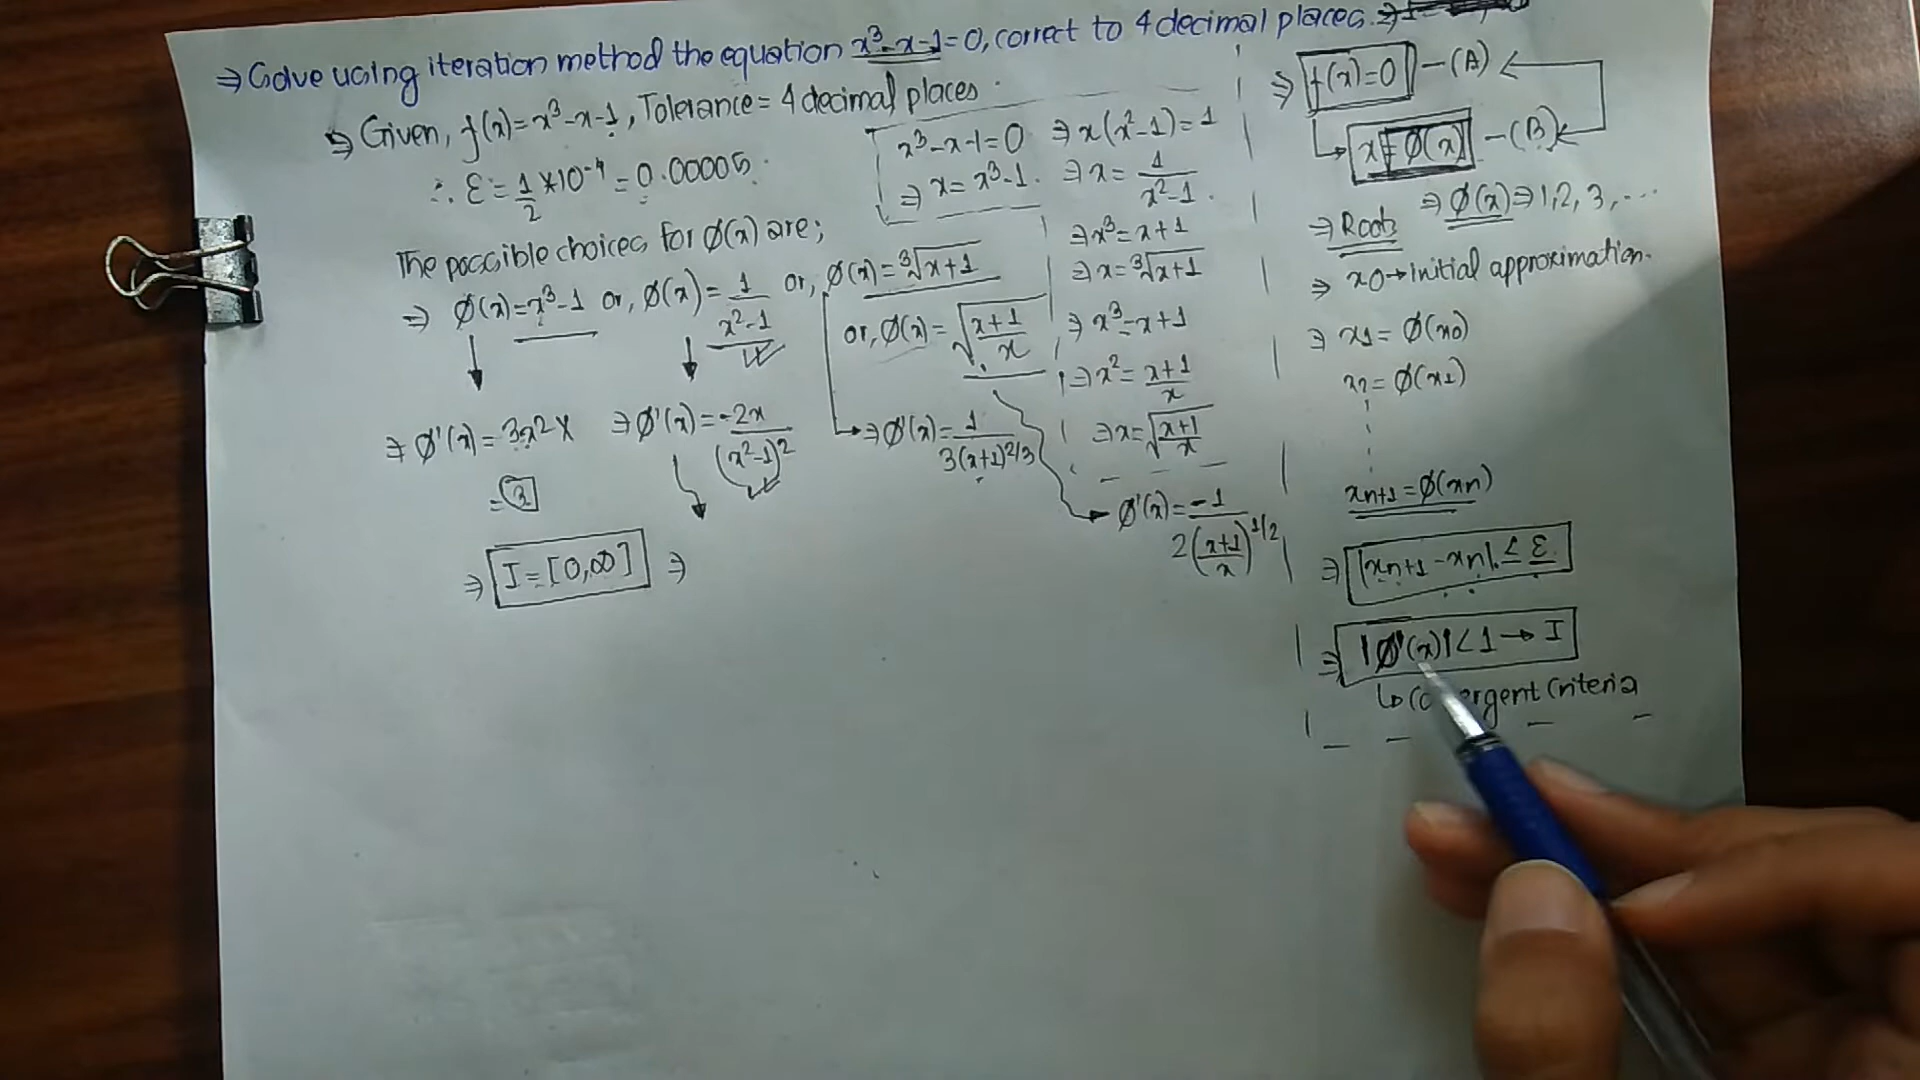 ⇒ Solve using iteration method the equation x³-x-1=0, correct to 4 decimal places.
⇒ Given, f(x)=x³-x-1, Tolerance= 4 decimal places
∴ ε = 1/2 *10⁻⁴ = 0.00005.
The possible choices for ø(x) are;
⇒ ø(x)=x³-1 or, ø(x)= 1/(x²-1) or, ø(x)= ∛(x+1)
or, ø(x)= √((x+1)/x)
⇒ ø'(x)=3x² X
= 3
⇒ ø'(x)= -2x/(x²-1)²
⇒ ø'(x)= 1/(3(x+1)^(2/3))
ø'(x)= -1/(2((x+1)/x)^(1/2))
⇒ I=[0,∞] ⇒
x³-x-1=0
⇒ x= x³-1.
⇒ x(x²-1)=1
⇒ x= 1/(x²-1).
⇒ x³= x+1
⇒ x= ∛(x+1)
⇒ x³=x+1
⇒ x²= (x+1)/x
⇒ x= √((x+1)/x)
⇒ f(x)=0 —(A)
x=ø(x) —(B)
⇒ ø(x) ⇒ 1,2,3,...
⇒ Roots
⇒ x0→initial approximation.
⇒ x1= ø(x0)
x2= ø(x1)
xn+1=ø(xn)
⇒ |xn+1-xn| ≤ ε
⇒ |ø'(x)|<1 → I
criteria